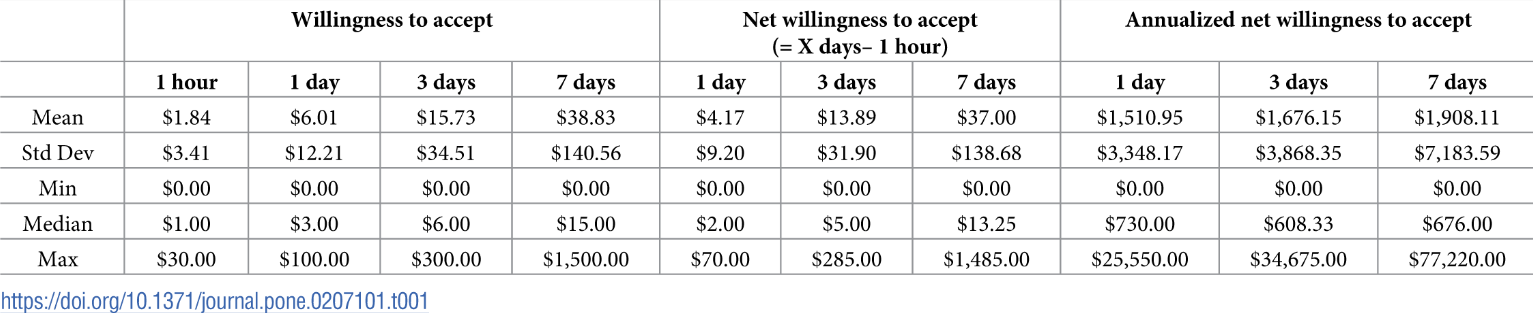 Willingness to accept Net willingness to accept Annualized net willingness to accept
(= X days– 1 hour)
1 hour 1 day 3 days 7 days 1 day 3 days 7 days 1 day 3 days 7 days
Mean $1.84 $6.01 $15.73 $38.83 $4.17 $13.89 $37.00 $1,510.95 $1,676.15 $1,908.11
Std Dev $3.41 $12.21 $34.51 $140.56 $9.20 $31.90 $138.68 $3,348.17 $3,868.35 $7,183.59
Min $0.00 $0.00 $0.00 $0.00 $0.00 $0.00 $0.00 $0.00 $0.00 $0.00
Median $1.00 $3.00 $6.00 $15.00 $2.00 $5.00 $13.25 $730.00 $608.33 $676.00
Max $30.00 $100.00 $300.00 $1,500.00 $70.00 $285.00 $1,485.00 $25,550.00 $34,675.00 $77,220.00
https://doi.org/10.1371/journal.pone.0207101.t001